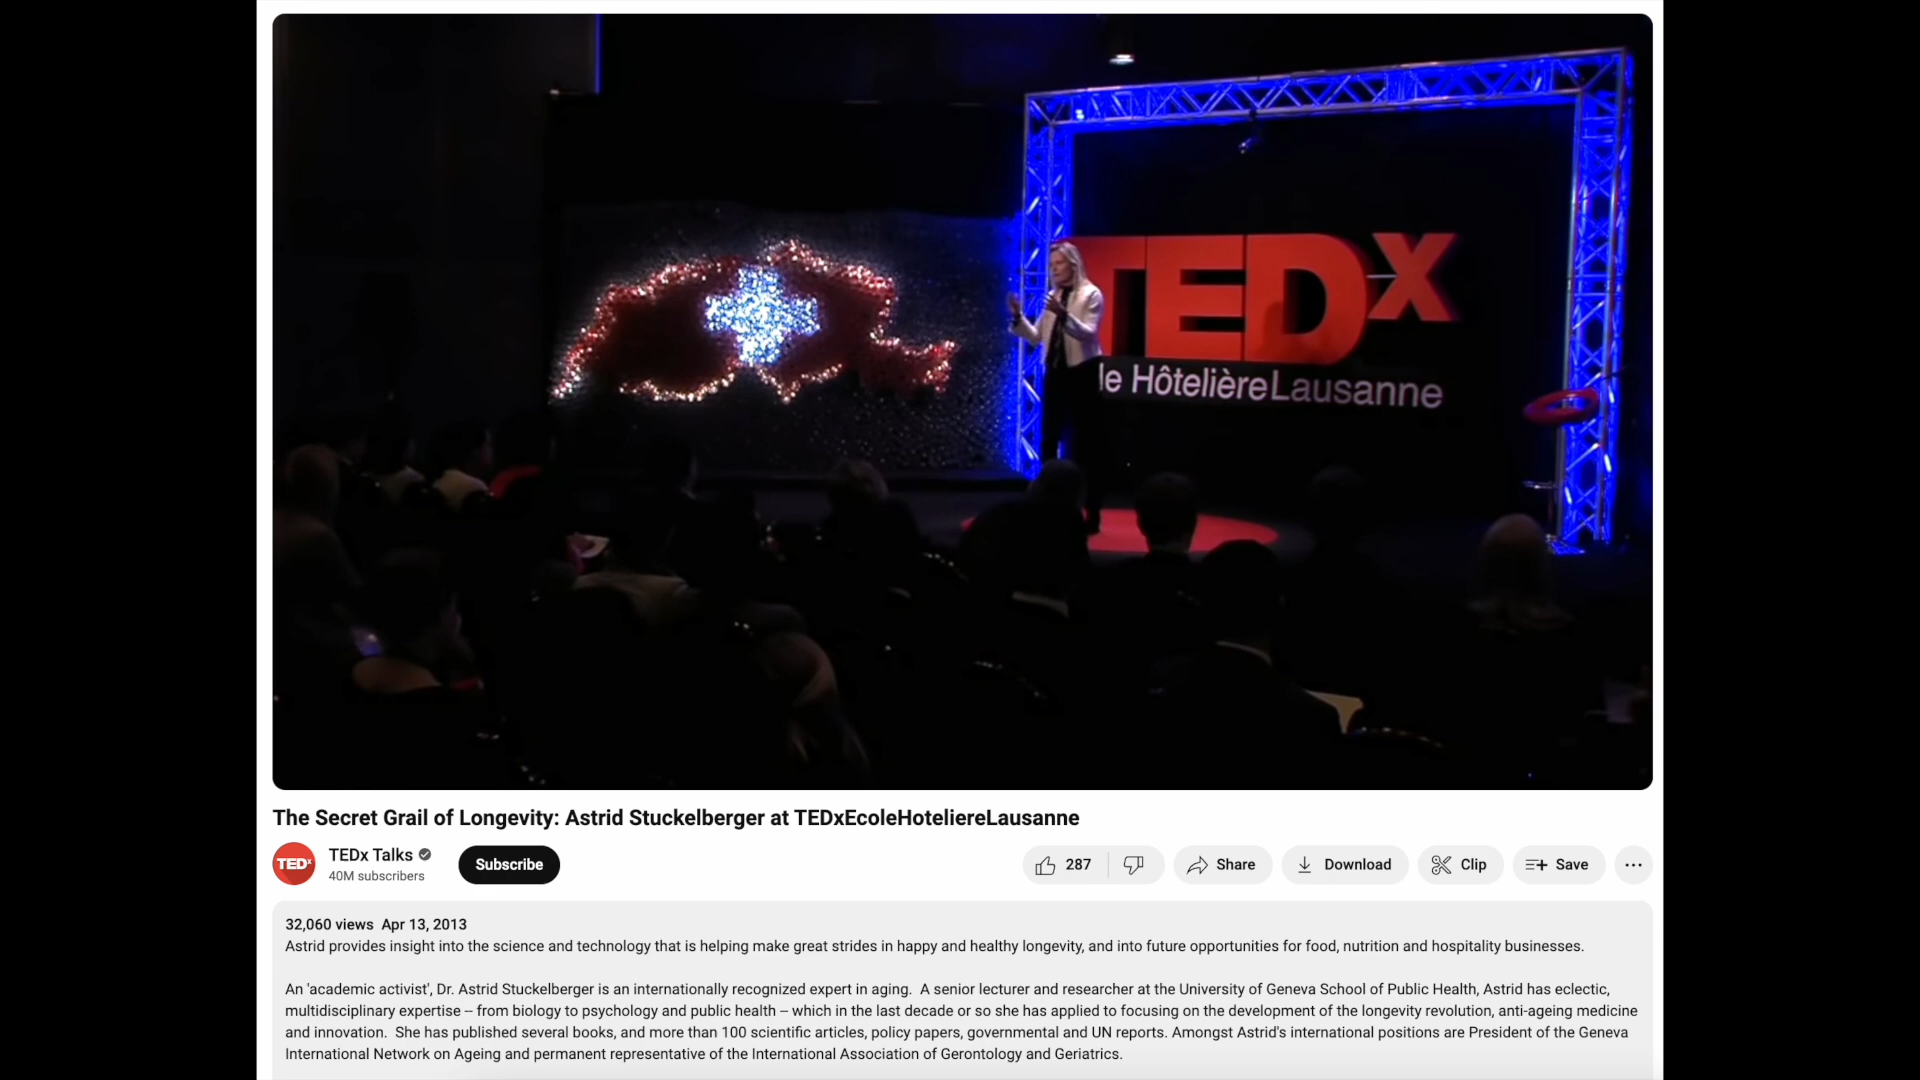 TEDx
le HôtelièreLausanne
The Secret Grail of Longevity: Astrid Stuckelberger at TEDxEcoleHoteliereLausanne
TEDx
TEDx Talks
40M subscribers
Subscribe
287
Share
Download
Clip
Save
32,060 views Apr 13, 2013
Astrid provides insight into the science and technology that is helping make great strides in happy and healthy longevity, and into future opportunities for food, nutrition and hospitality businesses.
An 'academic activist', Dr. Astrid Stuckelberger is an internationally recognized expert in aging. A senior lecturer and researcher at the University of Geneva School of Public Health, Astrid has eclectic,
multidisciplinary expertise -- from biology to psychology and public health -- which in the last decade or so she has applied to focusing on the development of the longevity revolution, anti-ageing medicine
and innovation. She has published several books, and more than 100 scientific articles, policy papers, governmental and UN reports. Amongst Astrid's international positions are President of the Geneva
International Network on Ageing and permanent representative of the International Association of Gerontology and Geriatrics.